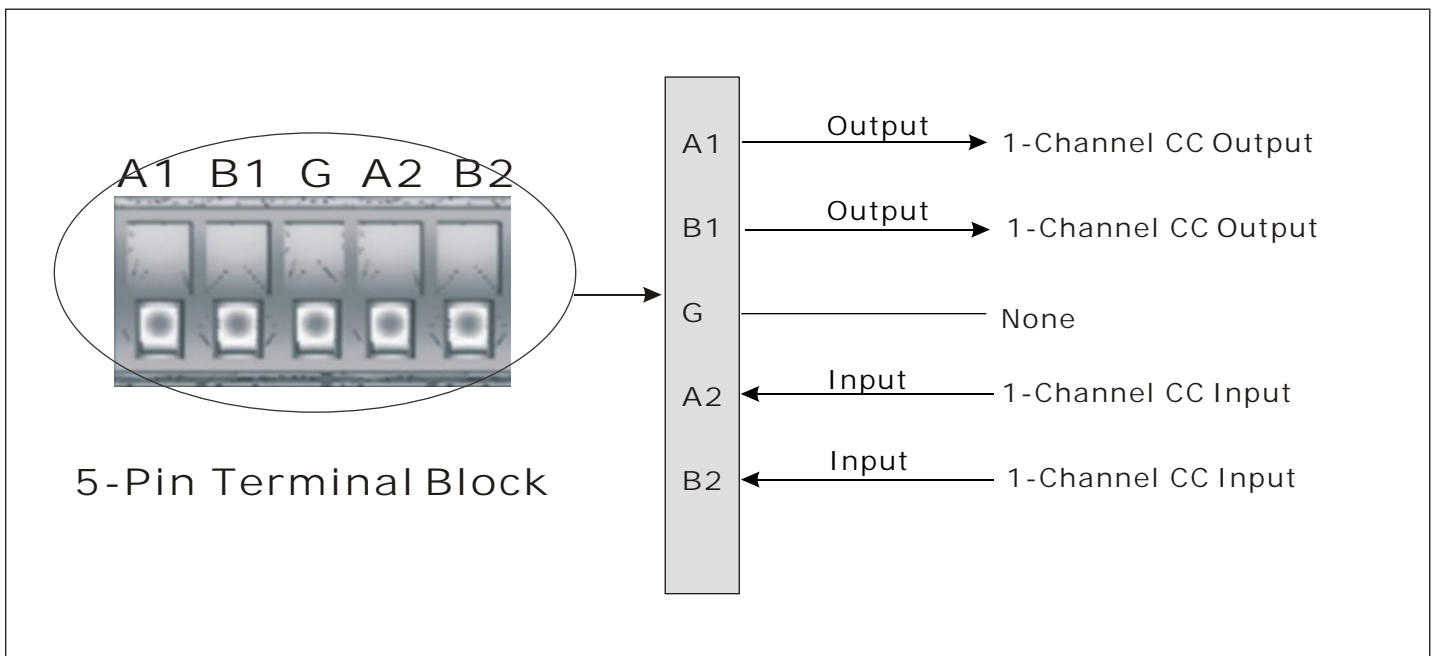 A1 B1 G A2 B2
5-Pin Terminal Block
A1 Output 1-Channel CC Output
B1 Output 1-Channel CC Output
G None
A2 Input 1-Channel CC Input
B2 Input 1-Channel CC Input